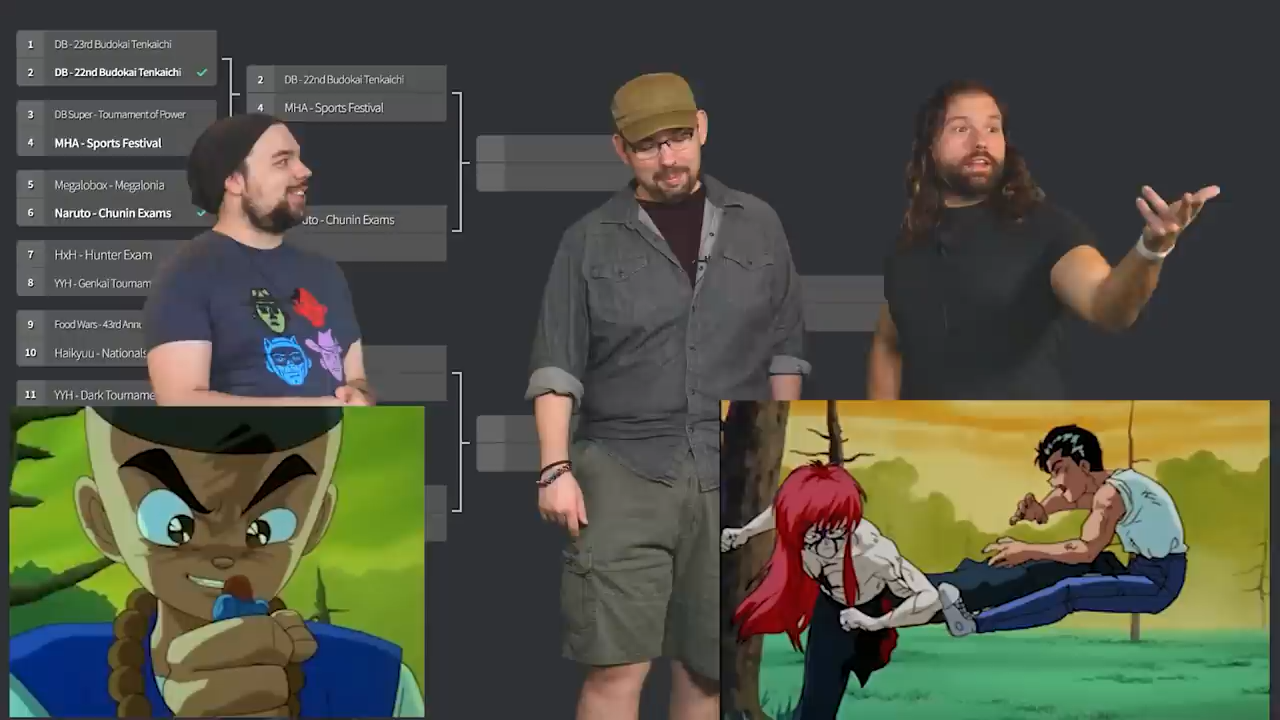 1 DB - 23rd Budokai Tenkaichi
2 DB - 22nd Budokai Tenkaichi
3 DB Super - Tournament of Power
4 MHA - Sports Festival
5 Megalobox - Megalonia
6 Naruto - Chunin Exams
7 HxH - Hunter Exam
8 YYH - Genkai Tournam
9 Food Wars - 43rd Annu
10 Haikyuu - Nationals
11 YYH - Dark Tourname
2 DB - 22nd Budokai Tenkaichi
4 MHA - Sports Festival
uto - Chunin Exams